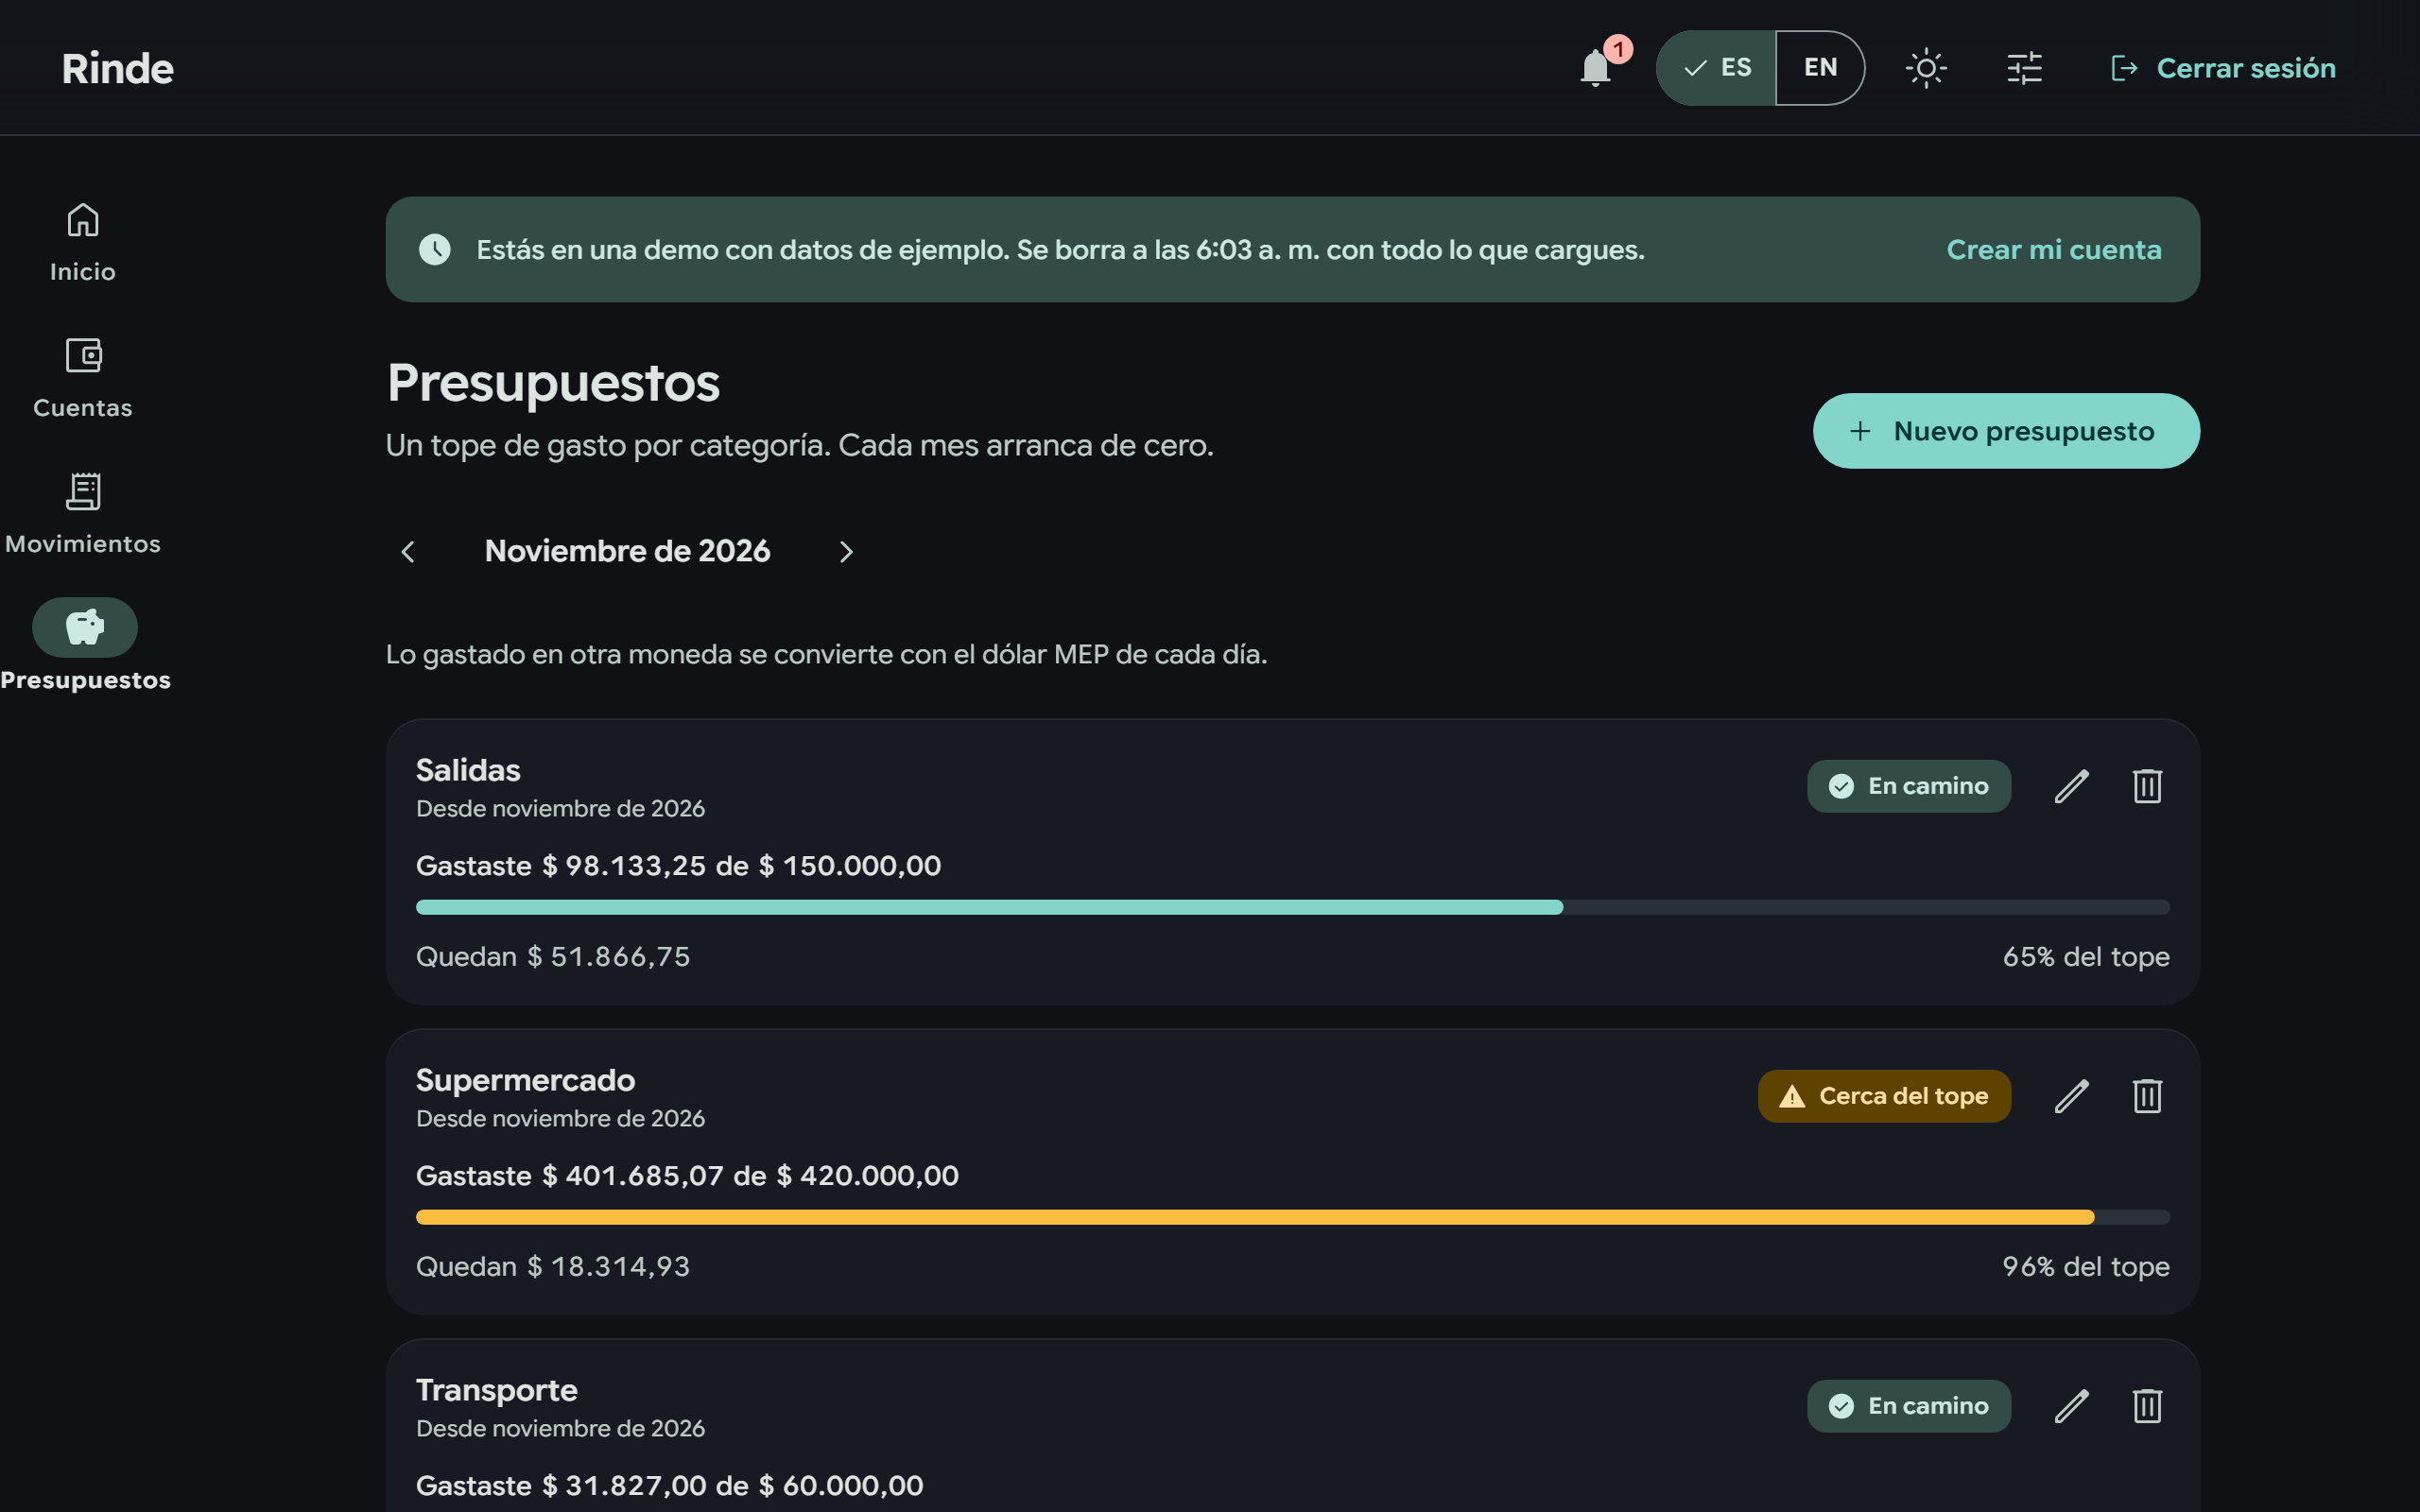 Rinde
1
ES
EN
Cerrar sesión
Inicio
Cuentas
Movimientos
Presupuestos
Estás en una demo con datos de ejemplo. Se borra a las 6:03 a. m. con todo lo que cargues.
Crear mi cuenta
Presupuestos
Un tope de gasto por categoría. Cada mes arranca de cero.
Nuevo presupuesto
Noviembre de 2026
Lo gastado en otra moneda se convierte con el dólar MEP de cada día.
Salidas
Desde noviembre de 2026
En camino
Gastaste $ 98.133,25 de $ 150.000,00
Quedan $ 51.866,75
65% del tope
Supermercado
Desde noviembre de 2026
Cerca del tope
Gastaste $ 401.685,07 de $ 420.000,00
Quedan $ 18.314,93
96% del tope
Transporte
Desde noviembre de 2026
En camino
Gastaste $ 31.827,00 de $ 60.000,00